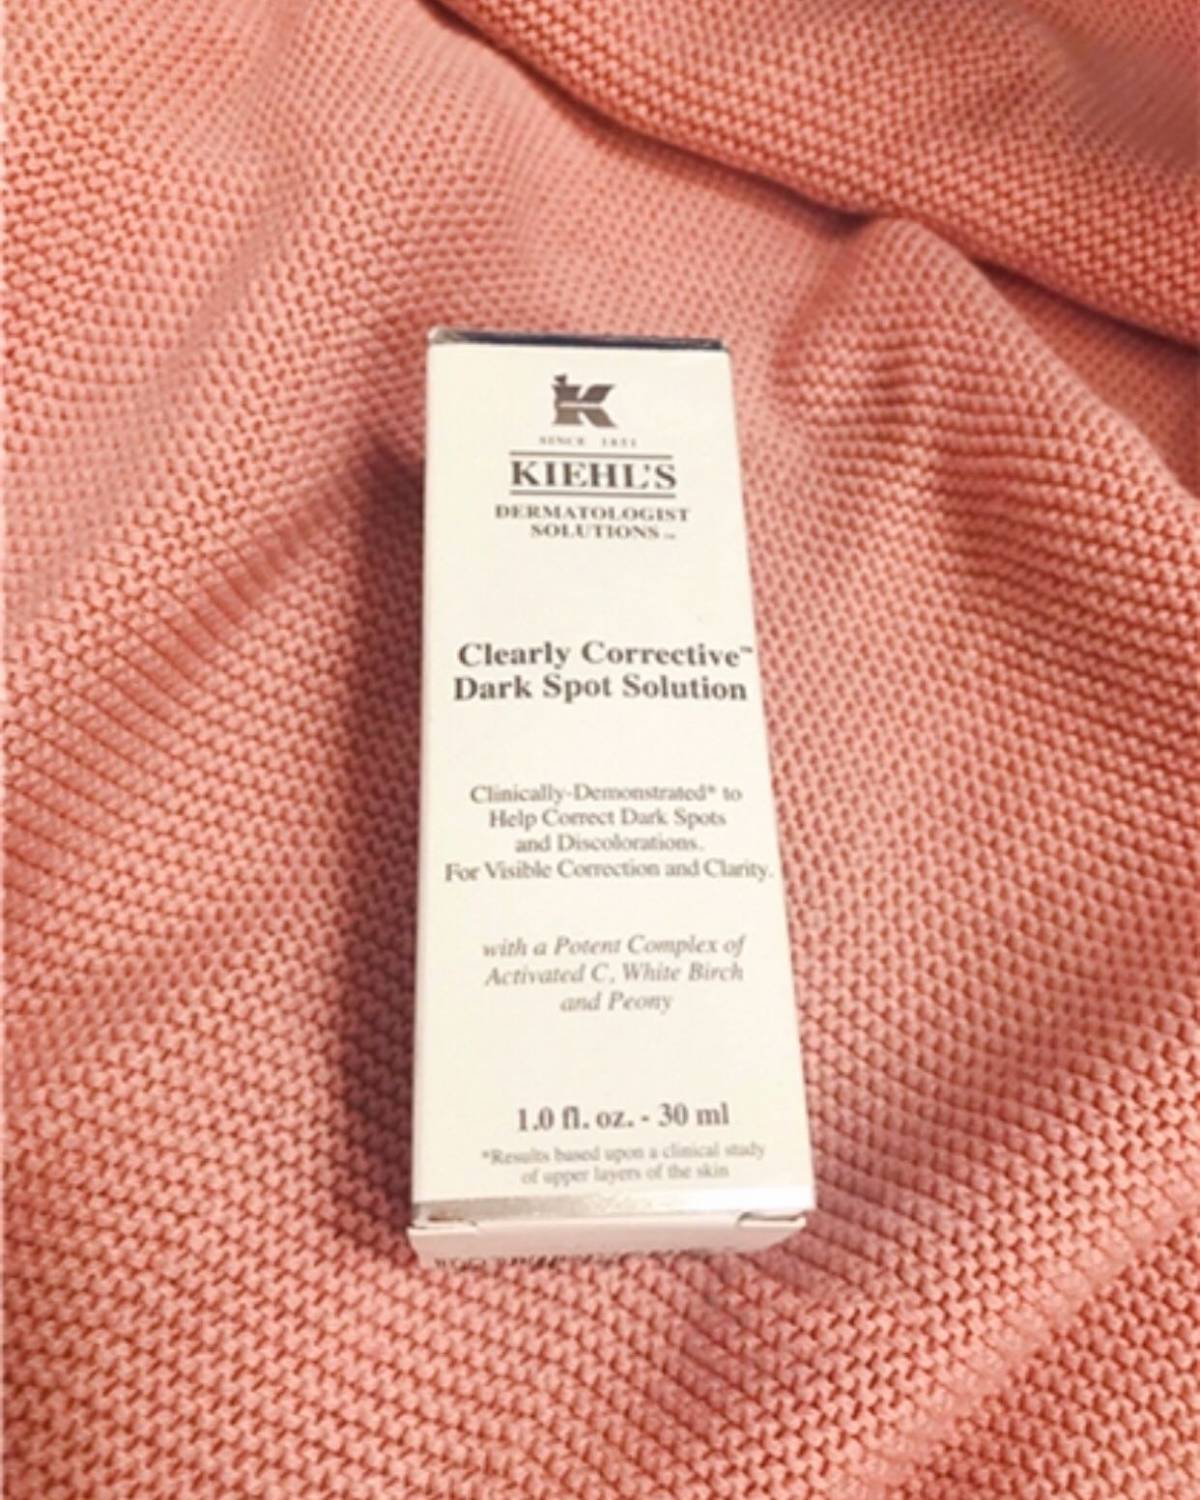 K
SINCE 1851
KIEHL'S
DERMATOLOGIST
SOLUTIONS™
Clearly Corrective™
Dark Spot Solution
Clinically-Demonstrated* to
Help Correct Dark Spots
and Discolorations.
For Visible Correction and Clarity.
with a Potent Complex of
Activated C, White Birch
and Peony
1.0 fl. oz. - 30 ml
*Results based upon a clinical study
of upper layers of the skin